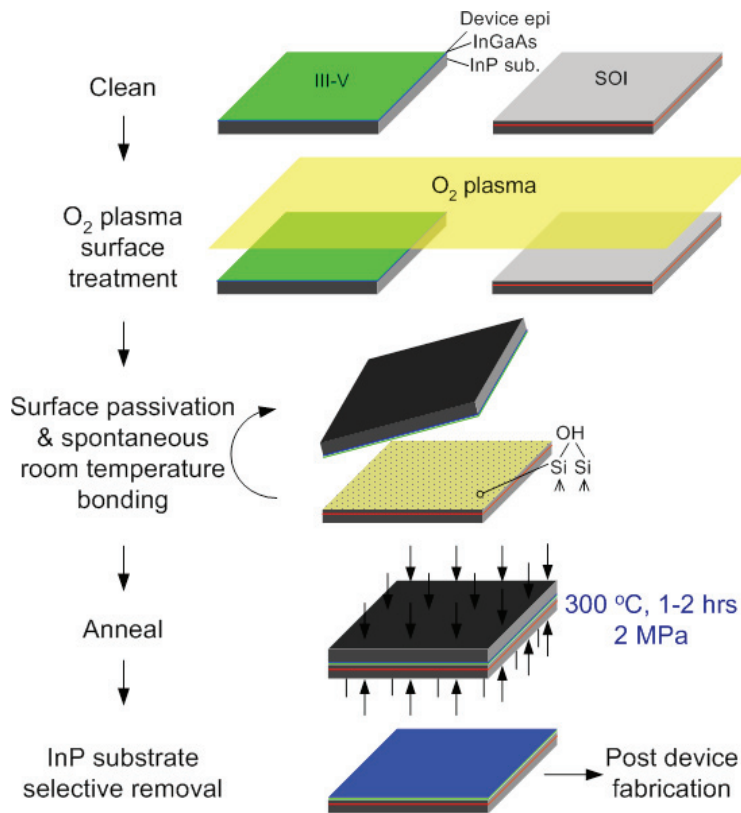 Clean
III-V
Device epi
InGaAs
InP sub.
SOI
O₂ plasma
surface
treatment
O₂ plasma
Surface passivation
& spontaneous
room temperature
bonding
OH
Si Si
Anneal
300 ºC, 1-2 hrs
2 MPa
InP substrate
selective removal
Post device
fabrication